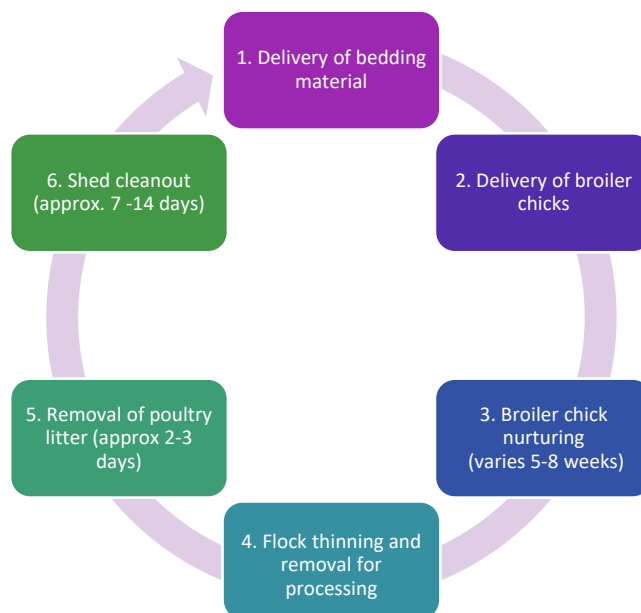 1. Delivery of bedding
material
2. Delivery of broiler
chicks
3. Broiler chick
nurturing
(varies 5-8 weeks)
4. Flock thinning and
removal for
processing
5. Removal of poultry
litter (approx 2-3
days)
6. Shed cleanout
(approx. 7 -14 days)